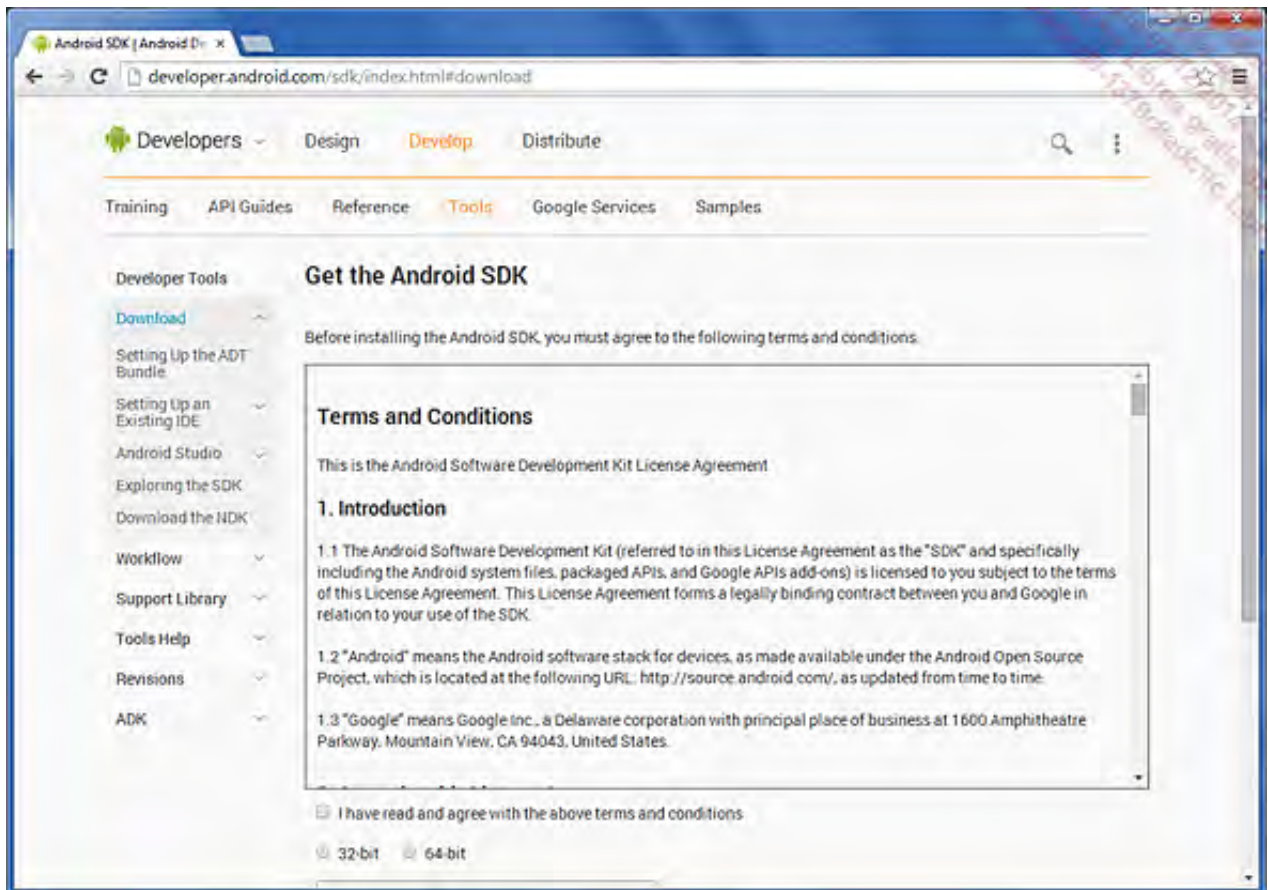 Android SDK | Android De
developer.android.com/sdk/index.html#download
Developers
Design
Develop
Distribute
Training
API Guides
Reference
Tools
Google Services
Samples
Developer Tools
Download
Setting Up the ADT
Bundle
Setting Up an
Existing IDE
Android Studio
Exploring the SDK
Download the NDK
Workflow
Support Library
Tools Help
Revisions
ADK
Get the Android SDK
Before installing the Android SDK, you must agree to the following terms and conditions.
Terms and Conditions
This is the Android Software Development Kit License Agreement
1. Introduction
1.1 The Android Software Development Kit (referred to in this License Agreement as the "SDK" and specifically
including the Android system files, packaged APIs, and Google APIs add-ons) is licensed to you subject to the terms
of this License Agreement. This License Agreement forms a legally binding contract between you and Google in
relation to your use of the SDK.
1.2 "Android" means the Android software stack for devices, as made available under the Android Open Source
Project, which is located at the following URL: http://source.android.com/, as updated from time to time.
1.3 "Google" means Google Inc., a Delaware corporation with principal place of business at 1600 Amphitheatre
Parkway, Mountain View, CA 94043, United States.
I have read and agree with the above terms and conditions
32-bit
64-bit